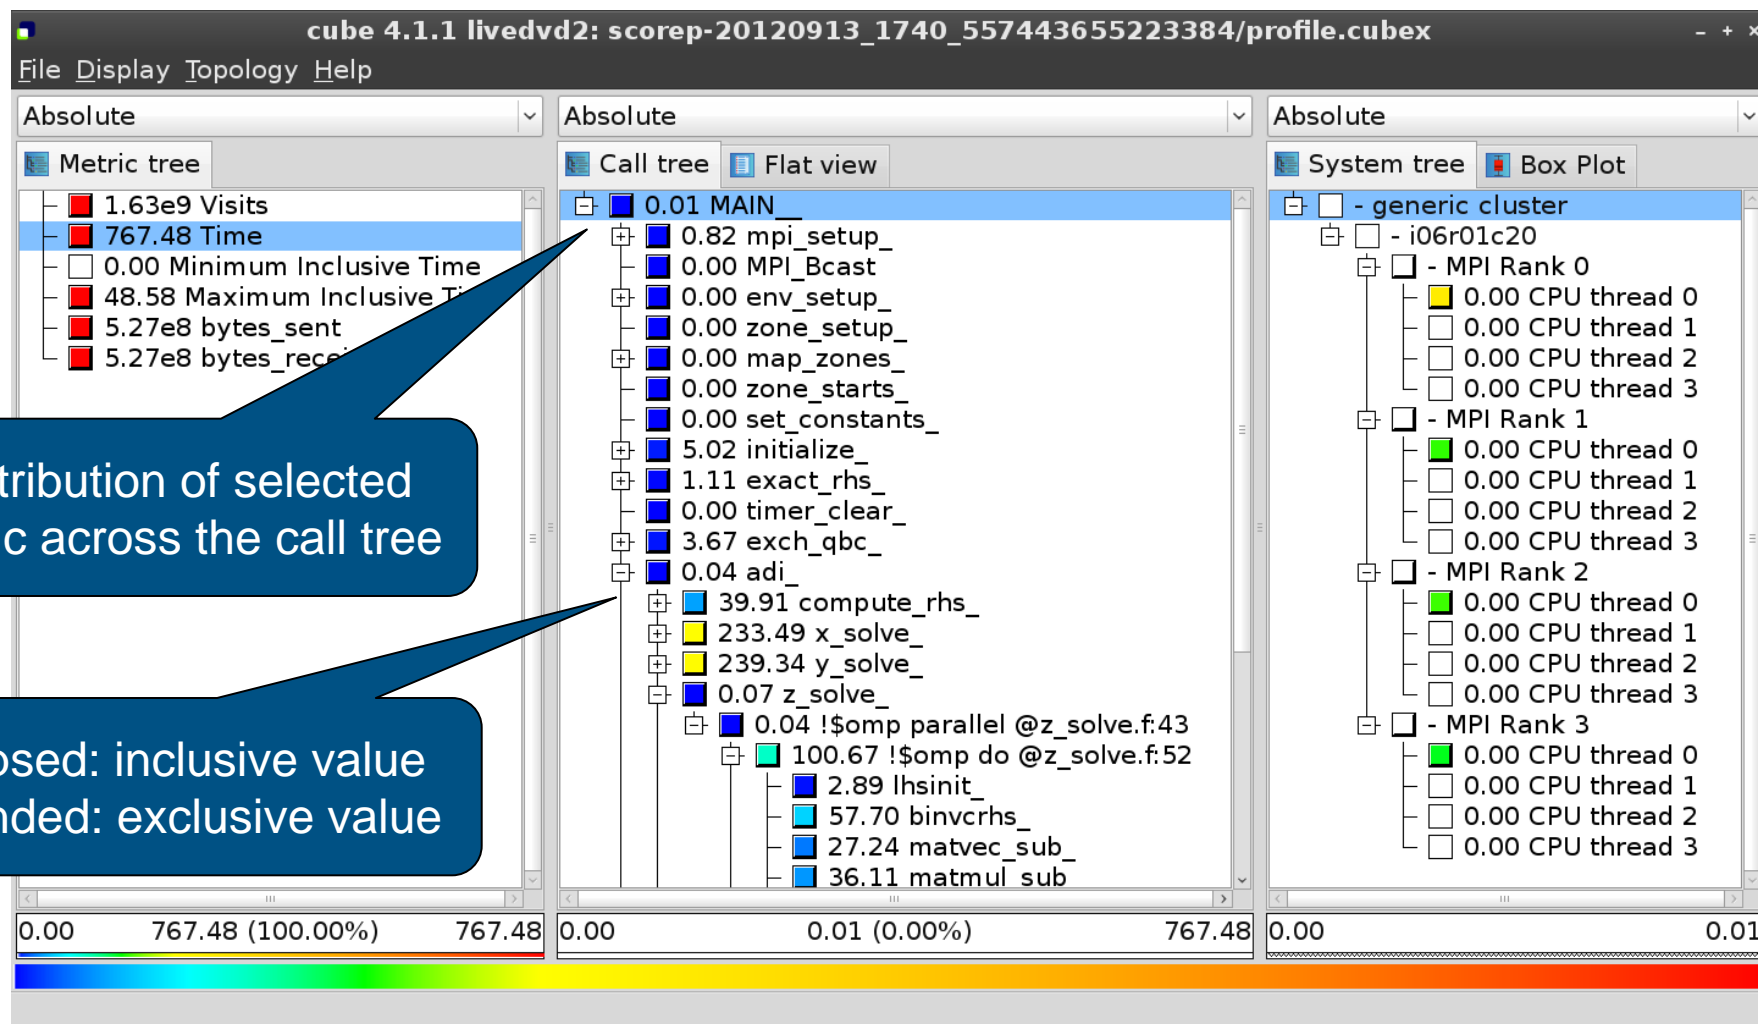 cube 4.1.1 livedvd2: scorep-20120913_1740_557443655223384/profile.cubex
File Display Topology Help
Absolute
Metric tree
1.63e9 Visits
767.48 Time
0.00 Minimum Inclusive Time
48.58 Maximum Inclusive
5.27e8 bytes_sent
5.27e8 bytes_rece
tribution of selected
c across the call tree
osed: inclusive value
nded: exclusive value
0.00 767.48 (100.00%) 767.48
Absolute
Call tree Flat view
0.01 MAIN__
0.82 mpi_setup_
0.00 MPI_Bcast
0.00 env_setup_
0.00 zone_setup_
0.00 map_zones_
0.00 zone_starts_
0.00 set_constants_
5.02 initialize_
1.11 exact_rhs_
0.00 timer_clear_
3.67 exch_qbc_
0.04 adi_
39.91 compute_rhs_
233.49 x_solve_
239.34 y_solve_
0.07 z_solve_
0.04 !$omp parallel @z_solve.f:43
100.67 !$omp do @z_solve.f:52
2.89 lhsinit_
57.70 binvcrhs_
27.24 matvec_sub_
36.11 matmul_sub
0.00 0.01 (0.00%) 767.48
Absolute
System tree Box Plot
- generic cluster
- i06r01c20
- MPI Rank 0
0.00 CPU thread 0
0.00 CPU thread 1
0.00 CPU thread 2
0.00 CPU thread 3
- MPI Rank 1
0.00 CPU thread 0
0.00 CPU thread 1
0.00 CPU thread 2
0.00 CPU thread 3
- MPI Rank 2
0.00 CPU thread 0
0.00 CPU thread 1
0.00 CPU thread 2
0.00 CPU thread 3
- MPI Rank 3
0.00 CPU thread 0
0.00 CPU thread 1
0.00 CPU thread 2
0.00 CPU thread 3
0.00 0.01